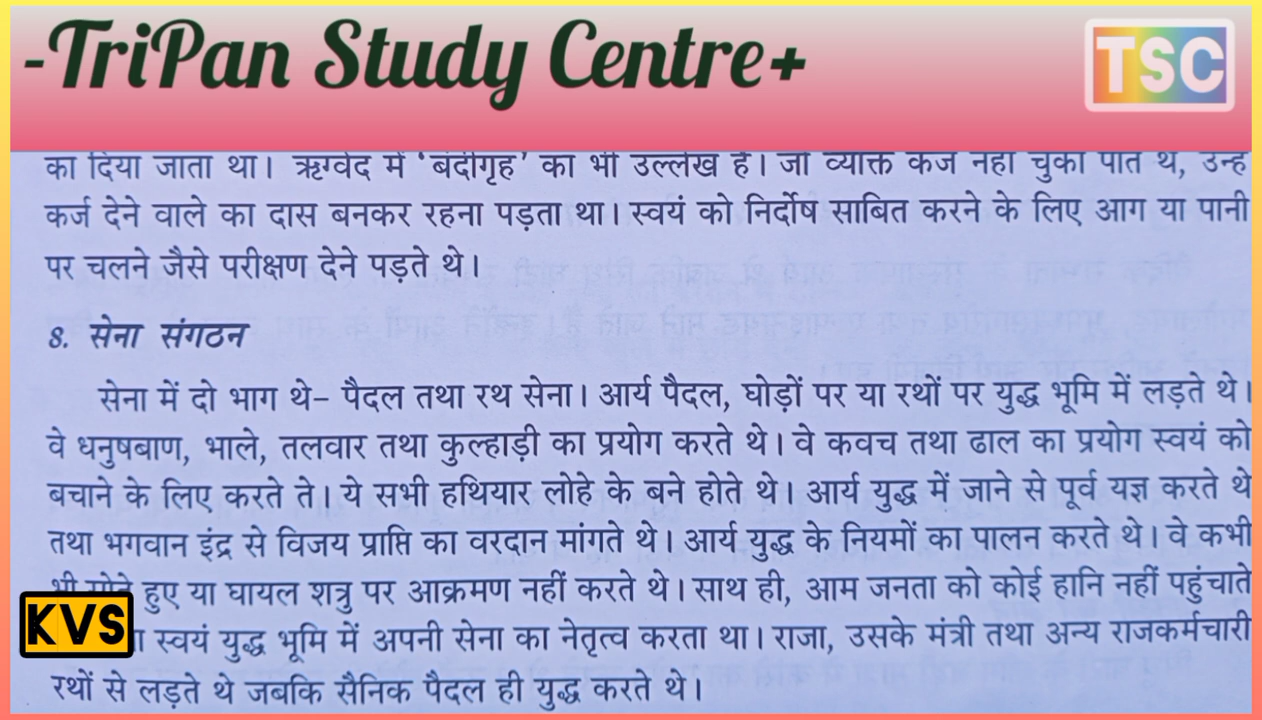 -TriPan Study Centre+
TSC
का दिया जाता था। ऋग्वेद में 'बंदीगृह' का भी उल्लेख है। जो व्यक्ति कर्ज नहीं चुका पाते थे, उन्हें
कर्ज देने वाले का दास बनकर रहना पड़ता था। स्वयं को निर्दोष साबित करने के लिए आग या पानी
पर चलने जैसे परीक्षण देने पड़ते थे।
8. सेना संगठन
सेना में दो भाग थे– पैदल तथा रथ सेना। आर्य पैदल, घोड़ों पर या रथों पर युद्ध भूमि में लड़ते थे।
वे धनुषबाण, भाले, तलवार तथा कुल्हाड़ी का प्रयोग करते थे। वे कवच तथा ढाल का प्रयोग स्वयं को
बचाने के लिए करते ते। ये सभी हथियार लोहे के बने होते थे। आर्य युद्ध में जाने से पूर्व यज्ञ करते थे
तथा भगवान इंद्र से विजय प्राप्ति का वरदान मांगते थे। आर्य युद्ध के नियमों का पालन करते थे। वे कभी
हुए या घायल शत्रु पर आक्रमण नहीं करते थे। साथ ही, आम जनता को कोई हानि नहीं पहुंचाते
KVS
स्वयं युद्ध भूमि में अपनी सेना का नेतृत्व करता था। राजा, उसके मंत्री तथा अन्य राजकर्मचारी
रथों से लड़ते थे जबकि सैनिक पैदल ही युद्ध करते थे।